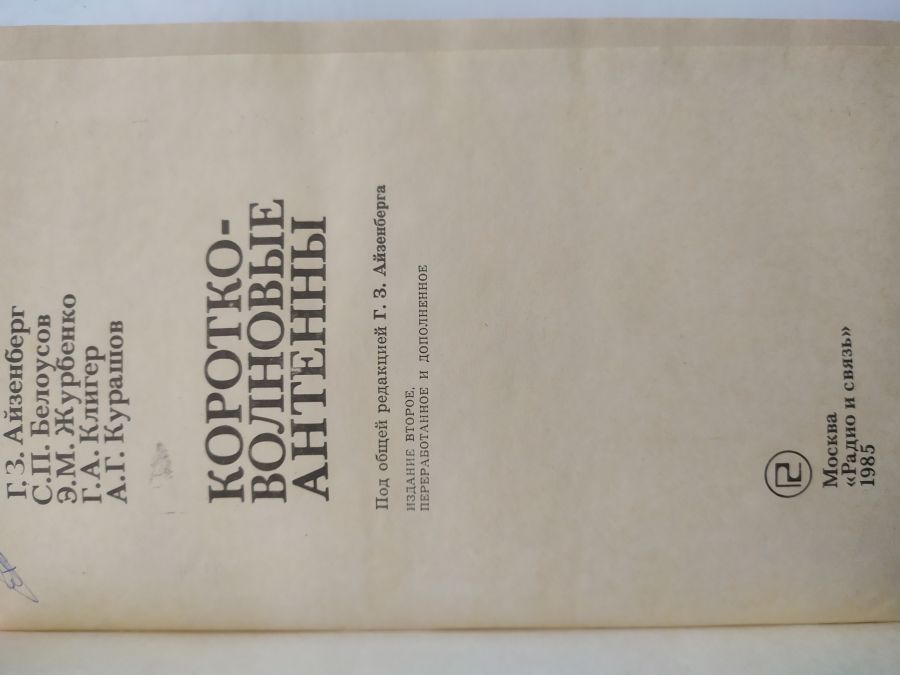 Г. З. Айзенберг
С.П. Белоусов
Э.М. Журбенко
Г.А. Клигер
А.Г. Курашов
КОРОТКО-
ВОЛНОВЫЕ
АНТЕННЫ
Под общей редакцией Г. З. Айзенберга
ИЗДАНИЕ ВТОРОЕ,
ПЕРЕРАБОТАННОЕ И ДОПОЛНЕННОЕ
Москва
«Радио и связь»
1985